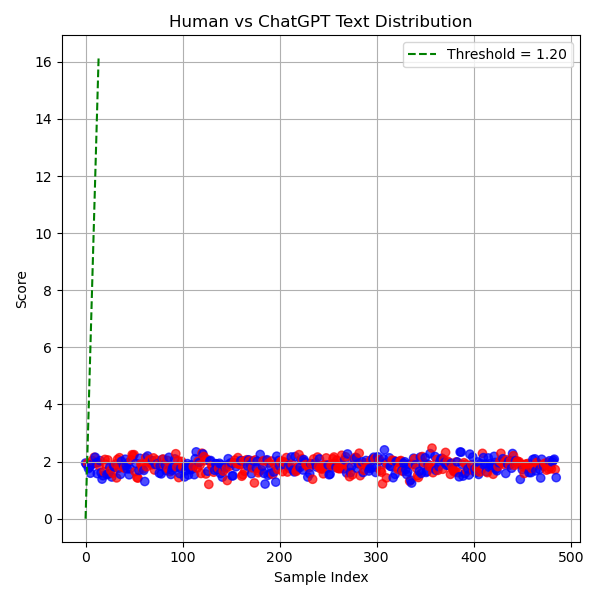 Human vs ChatGPT Text Distribution
Threshold = 1.20
16
14
12
10
8
6
4
2
0
Score
0 100 200 300 400 500
Sample Index